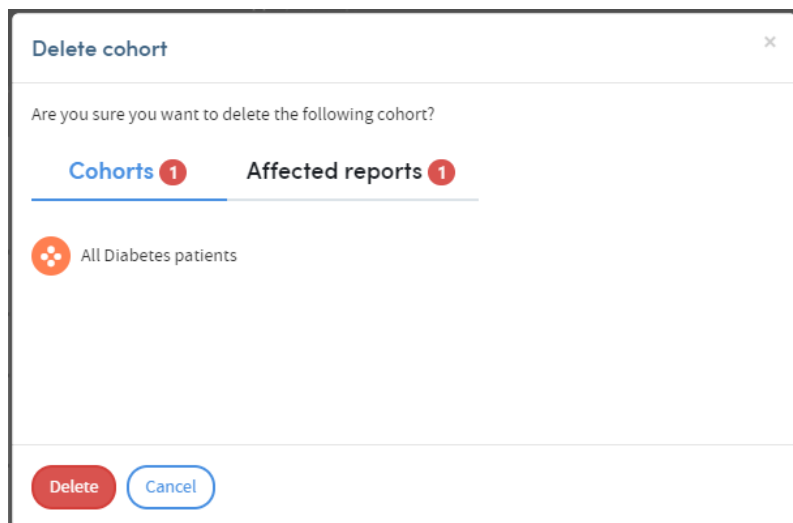 Delete cohort
×
Are you sure you want to delete the following cohort?
Cohorts 1 Affected reports 1
All Diabetes patients
Delete Cancel